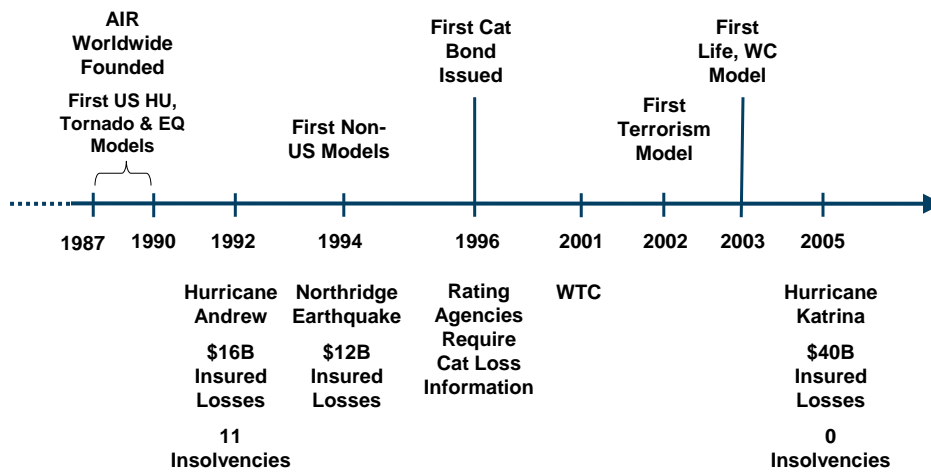 AIR
Worldwide
Founded
First US HU,
Tornado & EQ
Models
First Non-
US Models
First Cat
Bond
Issued
First
Terrorism
Model
First
Life, WC
Model
1987
1990
1992
1994
1996
2001
2002
2003
2005
Hurricane
Andrew
$16B
Insured
Losses
11
Insolvencies
Northridge
Earthquake
$12B
Insured
Losses
Rating
Agencies
Require
Cat Loss
Information
WTC
Hurricane
Katrina
$40B
Insured
Losses
0
Insolvencies